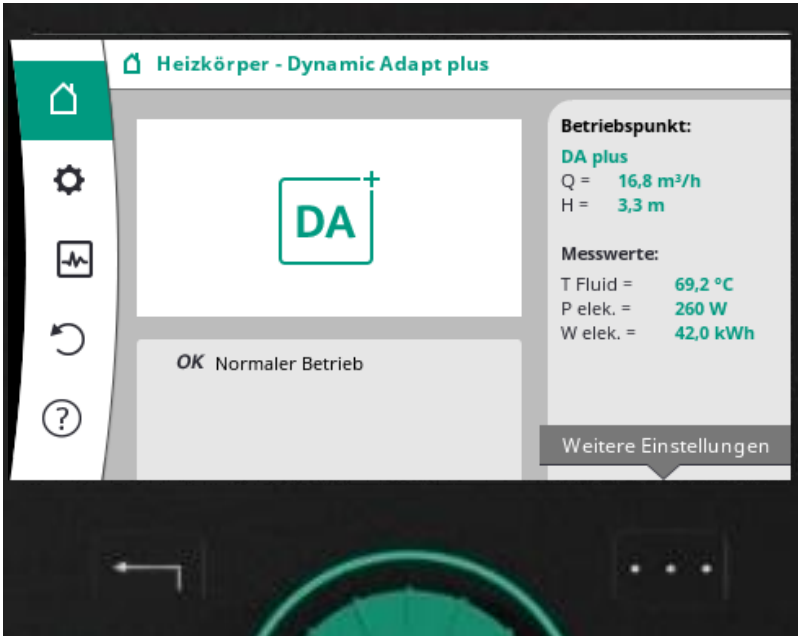 Heizkörper - Dynamic Adapt plus
DA
Betriebspunkt:
DA plus
Q = 16,8 m³/h
H = 3,3 m
Messwerte:
T Fluid = 69,2 °C
P elek. = 260 W
W elek. = 42,0 kWh
OK Normaler Betrieb
Weitere Einstellungen
?